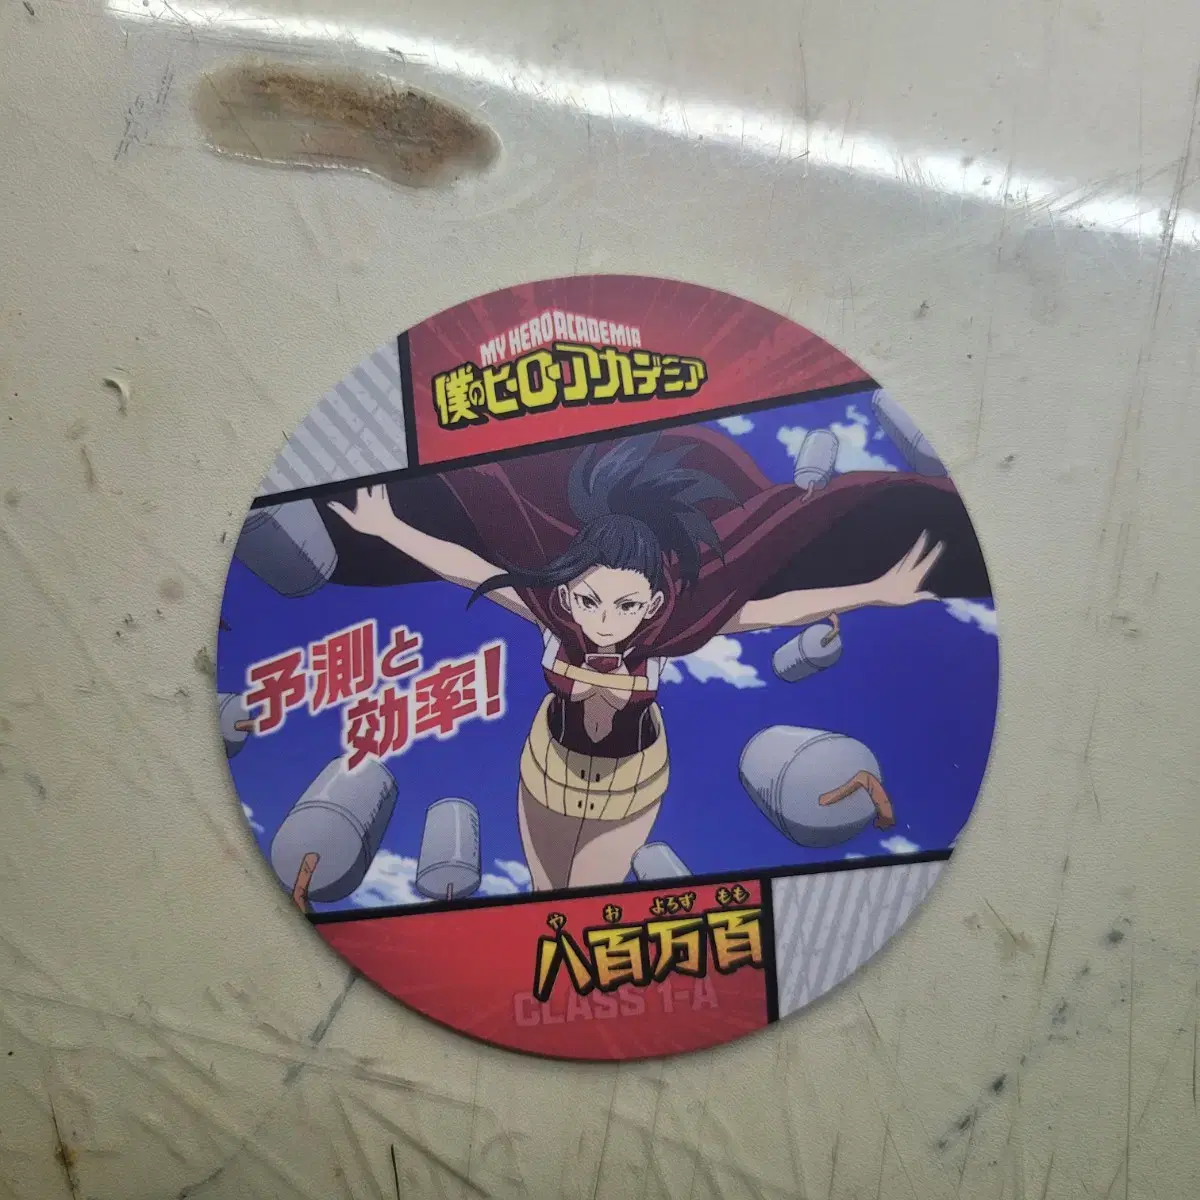 MY HERO ACADEMIA
僕のヒーローアカデミア
予測と
効率!
や お よろず もも
八百万百
CLASS 1-A